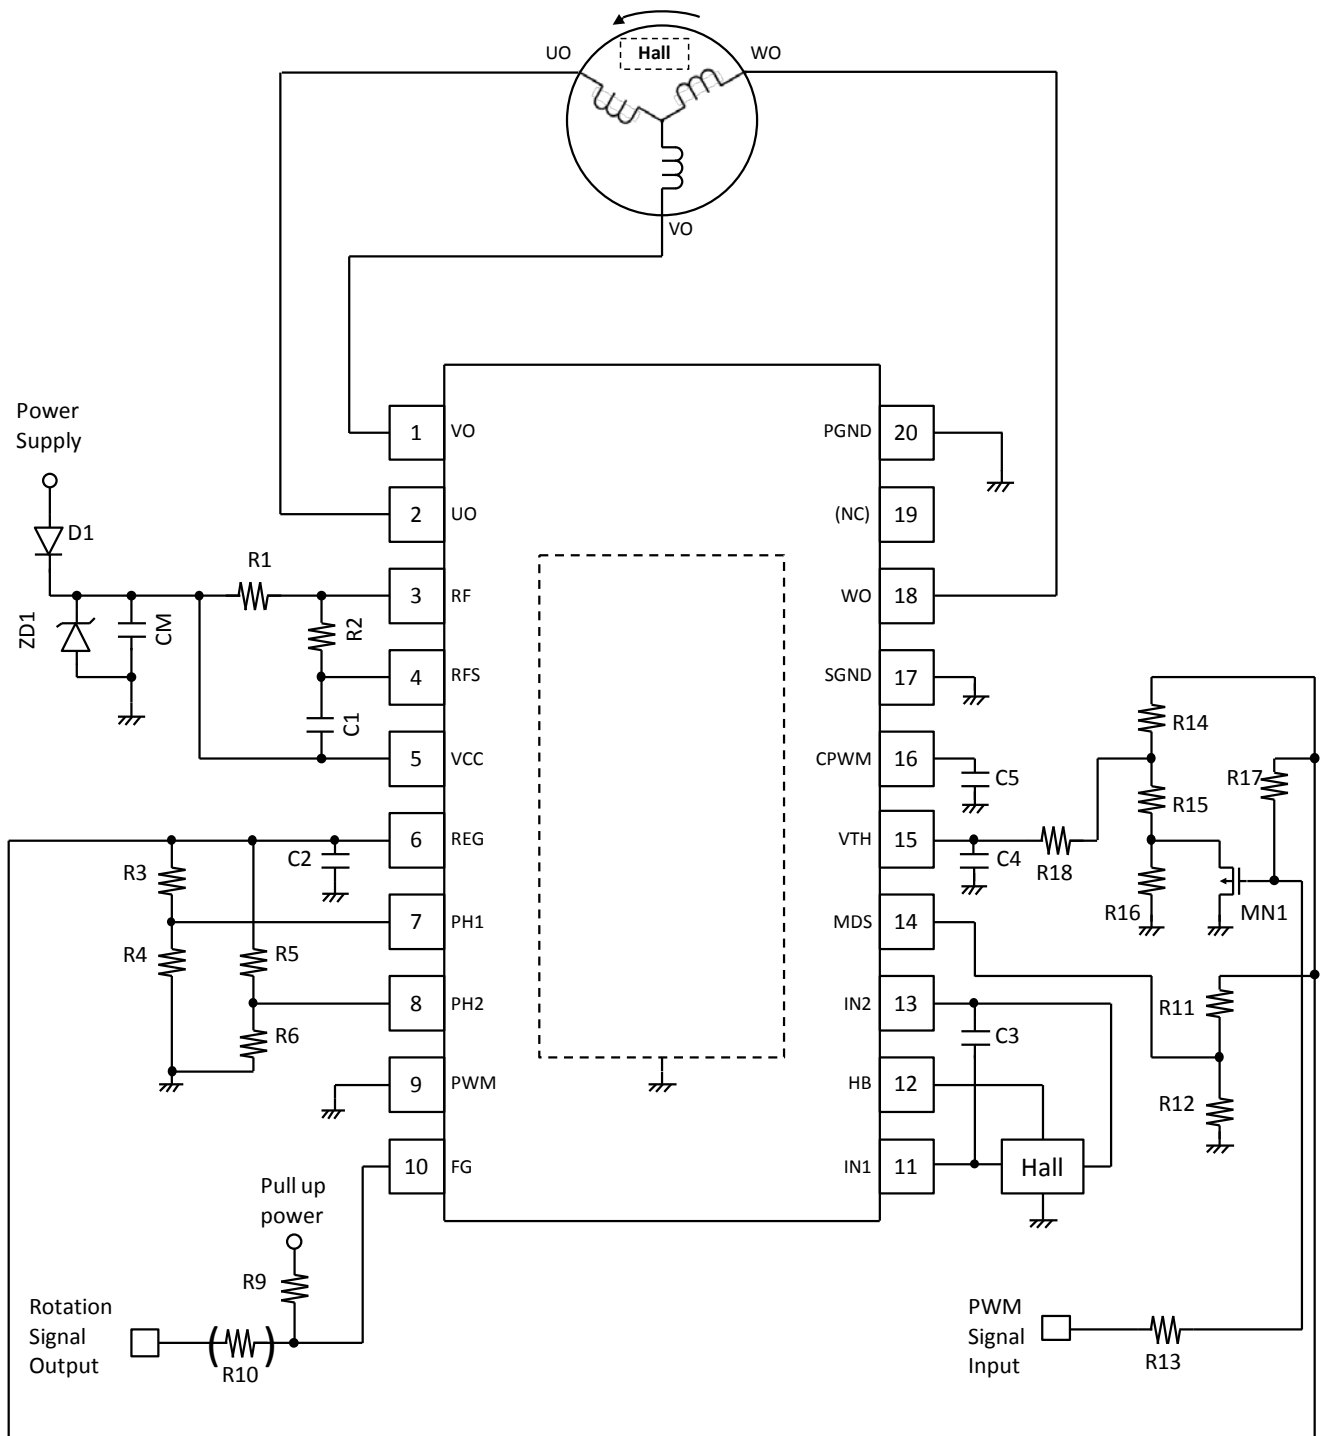 UO
Hall
WO
VO
Power
Supply
D1
R1
ZD1
CM
R2
C1
1
VO
2
UO
3
RF
4
RFS
5
VCC
6
REG
7
PH1
8
PH2
9
PWM
10
FG
PGND
20
(NC)
19
WO
18
SGND
17
CPWM
16
VTH
15
MDS
14
IN2
13
HB
12
IN1
11
C2
R3
R4
R5
R6
Pull up
power
R9
Rotation
Signal
Output
(R10)
C5
C4
R18
R14
R15
R17
R16
MN1
R11
R12
C3
Hall
PWM
Signal
Input
R13